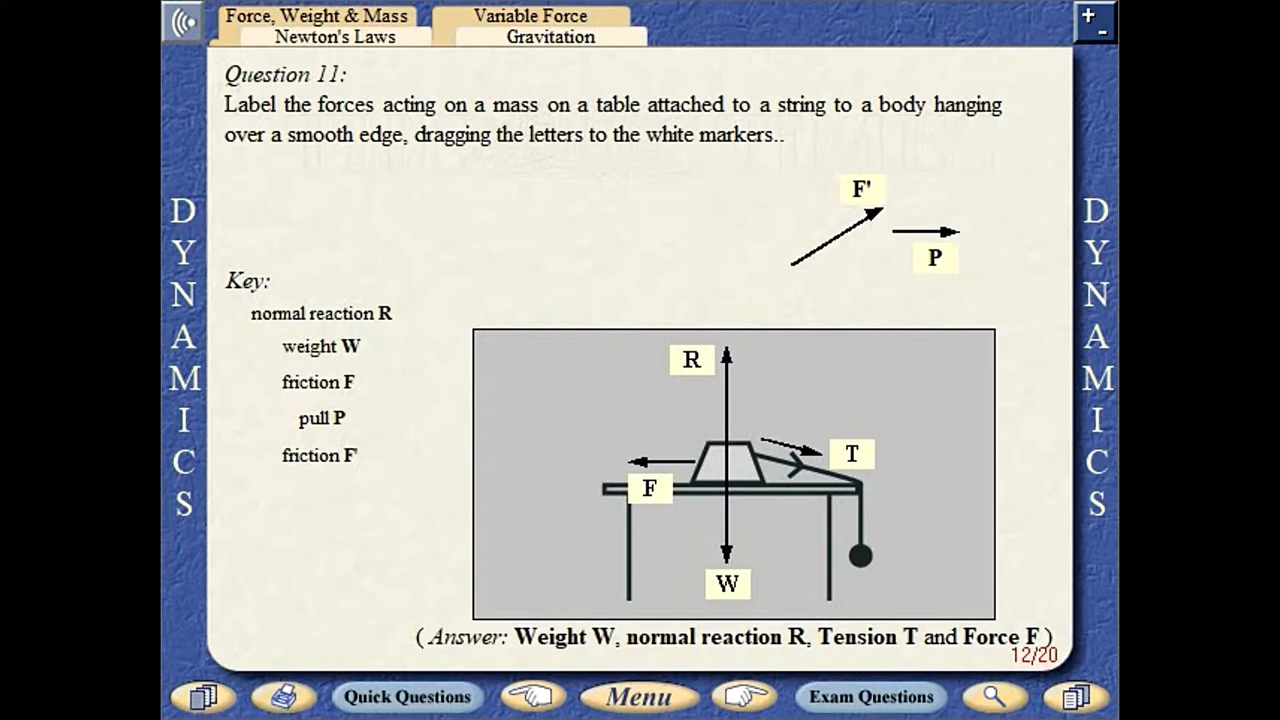 Force, Weight & Mass
Variable Force
Newton's Laws
Gravitation
+
-
Question 11:
Label the forces acting on a mass on a table attached to a string to a body hanging
over a smooth edge, dragging the letters to the white markers..
DYNAMICS
DYNAMICS
F'
P
Key:
normal reaction R
weight W
friction F
pull P
friction F'
R
T
F
W
( Answer: Weight W, normal reaction R, Tension T and Force F )
12/20
Quick Questions
Menu
Exam Questions